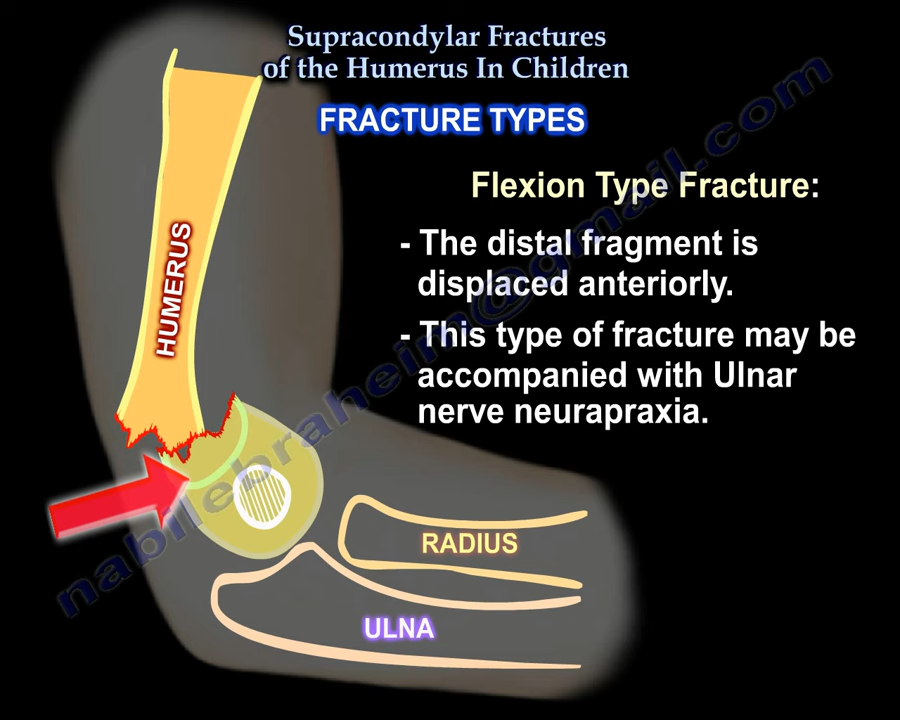 Supracondylar Fractures
of the Humerus In Children
FRACTURE TYPES
Flexion Type Fracture:
- The distal fragment is
displaced anteriorly.
- This type of fracture may be
accompanied with Ulnar
nerve neurapraxia.
HUMERUS
RADIUS
ULNA
nabilebraheim@gmail.com